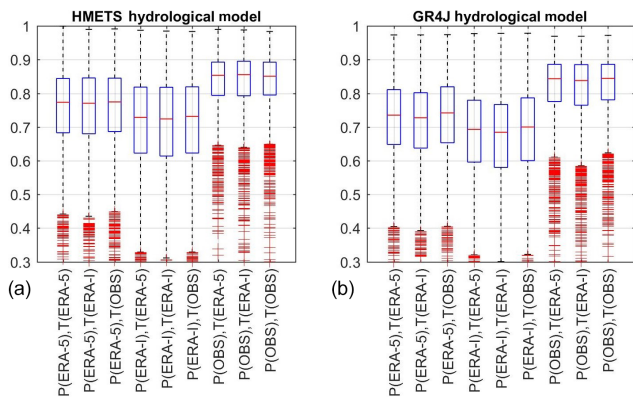 HMETS hydrological model
1
0.9
0.8
0.7
0.6
0.5
0.4
0.3
(a)
P(ERA-5),T(ERA-5)
P(ERA-5),T(ERA-I)
P(ERA-5),T(OBS)
P(ERA-I),T(ERA-5)
P(ERA-I),T(ERA-I)
P(ERA-I),T(OBS)
P(OBS),T(ERA-5)
P(OBS),T(ERA-I)
P(OBS),T(OBS)
GR4J hydrological model
1
0.9
0.8
0.7
0.6
0.5
0.4
0.3
(b)
P(ERA-5),T(ERA-5)
P(ERA-5),T(ERA-I)
P(ERA-5),T(OBS)
P(ERA-I),T(ERA-5)
P(ERA-I),T(ERA-I)
P(ERA-I),T(OBS)
P(OBS),T(ERA-5)
P(OBS),T(ERA-I)
P(OBS),T(OBS)